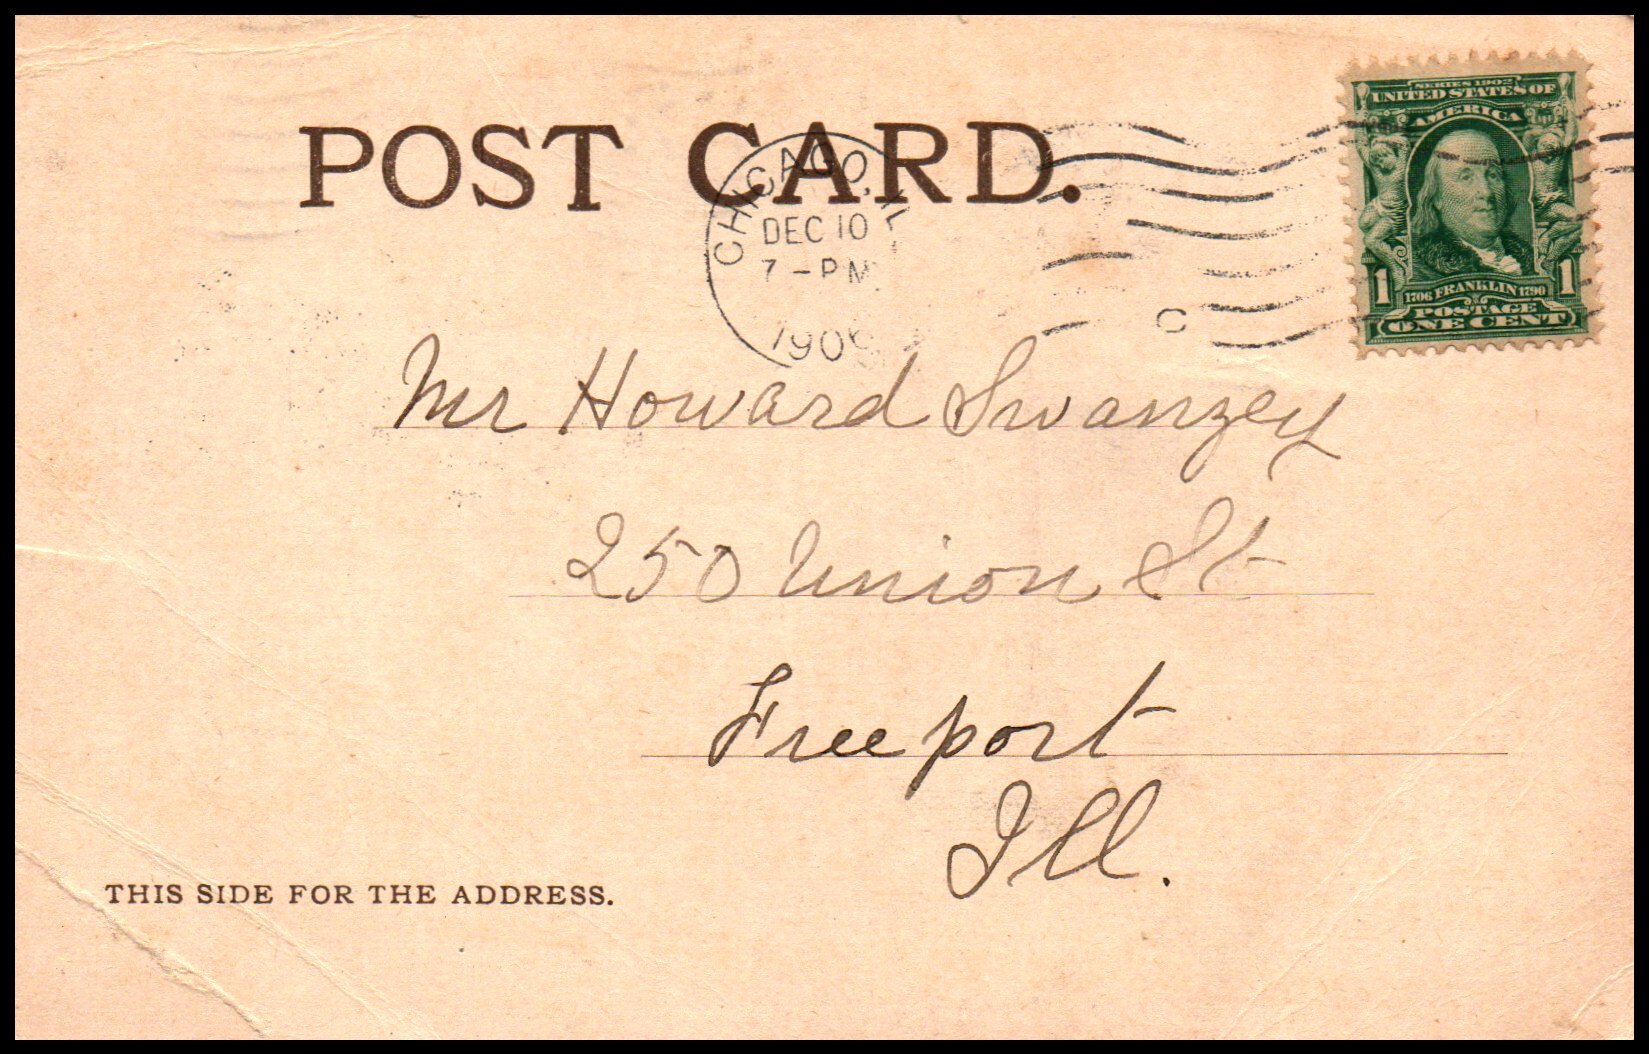 SERIES 1902
UNITED STATES OF
AMERICA
1 1
1706 FRANKLIN 1790
POSTAGE
ONE CENT
POST CARD.
CHICAGO, ILL
DEC 10
7 - PM
1906
C
Mr Howard Swanzey
250 Union St
Freeport
Ill.
THIS SIDE FOR THE ADDRESS.